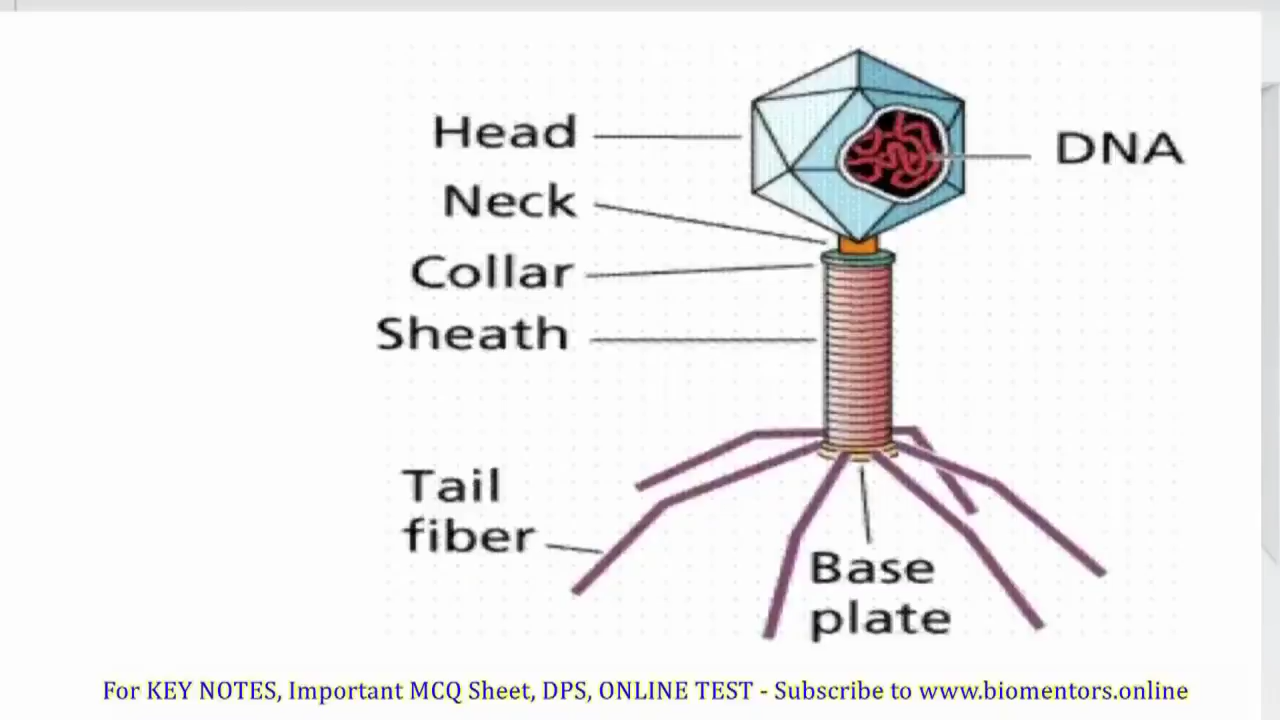 Head
DNA
Neck
Collar
Sheath
Tail
fiber
Base
plate
For KEY NOTES, Important MCQ Sheet, DPS, ONLINE TEST - Subscribe to www.biomentors.online